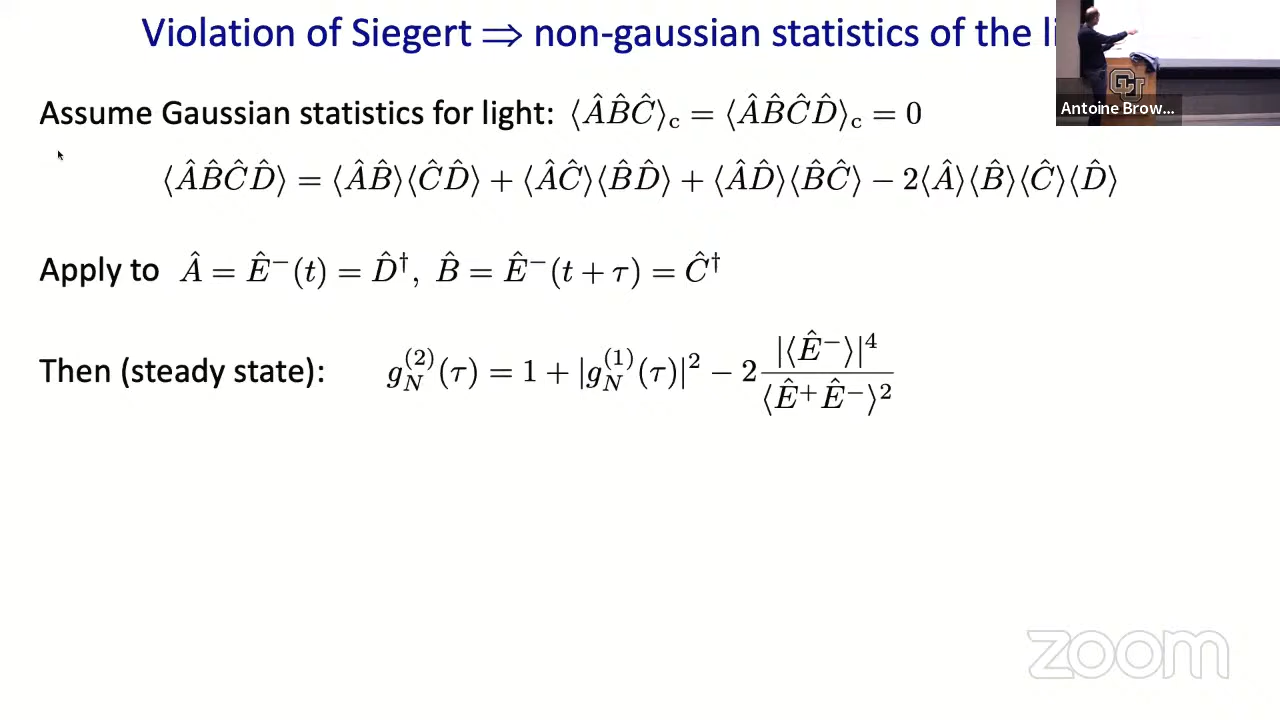 Violation of Siegert ⇒ non-gaussian statistics of the li
Assume Gaussian statistics for light: ⟨ÂB̂Ĉ⟩_c = ⟨ÂB̂ĈD̂⟩_c = 0
⟨ÂB̂ĈD̂⟩ = ⟨ÂB̂⟩⟨ĈD̂⟩ + ⟨ÂĈ⟩⟨B̂D̂⟩ + ⟨ÂD̂⟩⟨B̂Ĉ⟩ − 2⟨Â⟩⟨B̂⟩⟨Ĉ⟩⟨D̂⟩
Apply to Â = Ê⁻(t) = D̂†, B̂ = Ê⁻(t + τ) = Ĉ†
Then (steady state): g_N^(2)(τ) = 1 + |g_N^(1)(τ)|² − 2 |⟨Ê⁻⟩|⁴ / ⟨Ê⁺Ê⁻⟩²
CU
Antoine Brow...
zoom